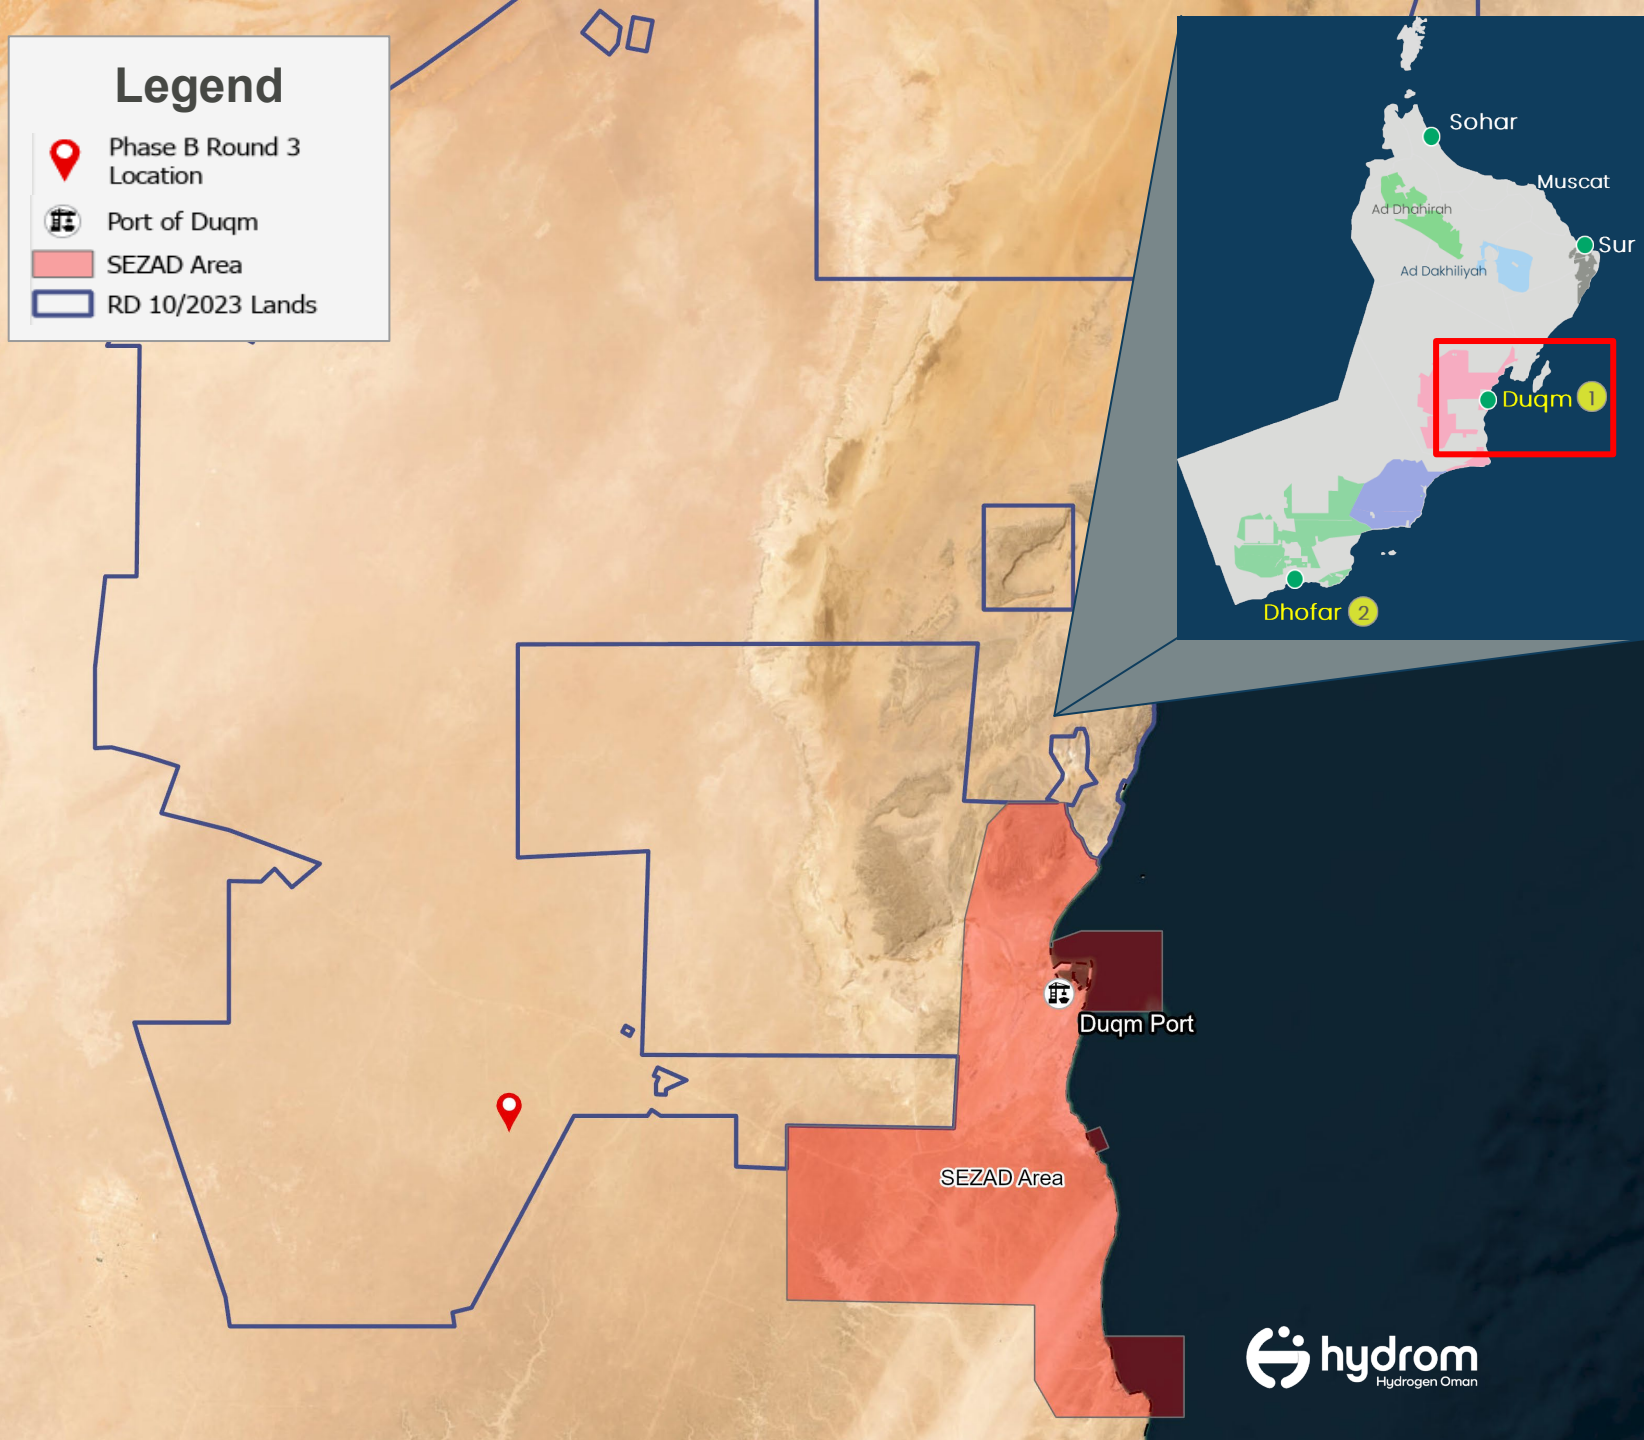 Legend
Phase B Round 3
Location
Port of Duqm
SEZAD Area
RD 10/2023 Lands
Sohar
Muscat
Ad Dhahirah
Sur
Ad Dakhiliyah
Duqm 1
Dhofar 2
Duqm Port
SEZAD Area
hydrom
Hydrogen Oman